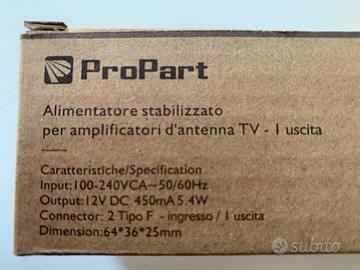 ProPart
Alimentatore stabilizzato
per amplificatori d'antenna TV - 1 uscita
Caratteristiche/Specification
Input:100-240VCA~50/60Hz
Output:12V DC 450mA 5.4W
Connector: 2 Tipo F - ingresso / 1 uscita
Dimension:64*36*25mm
subito